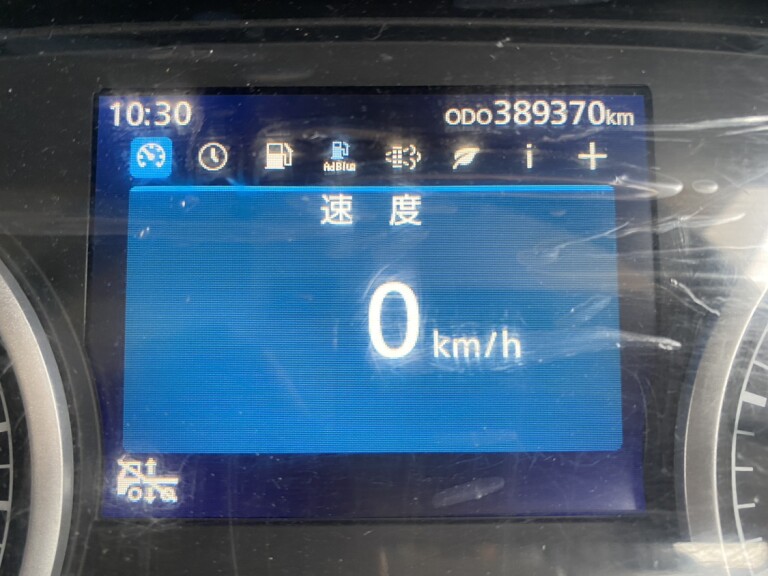 10:30 ODO389370km
AdBlue i
速度
0 km/h